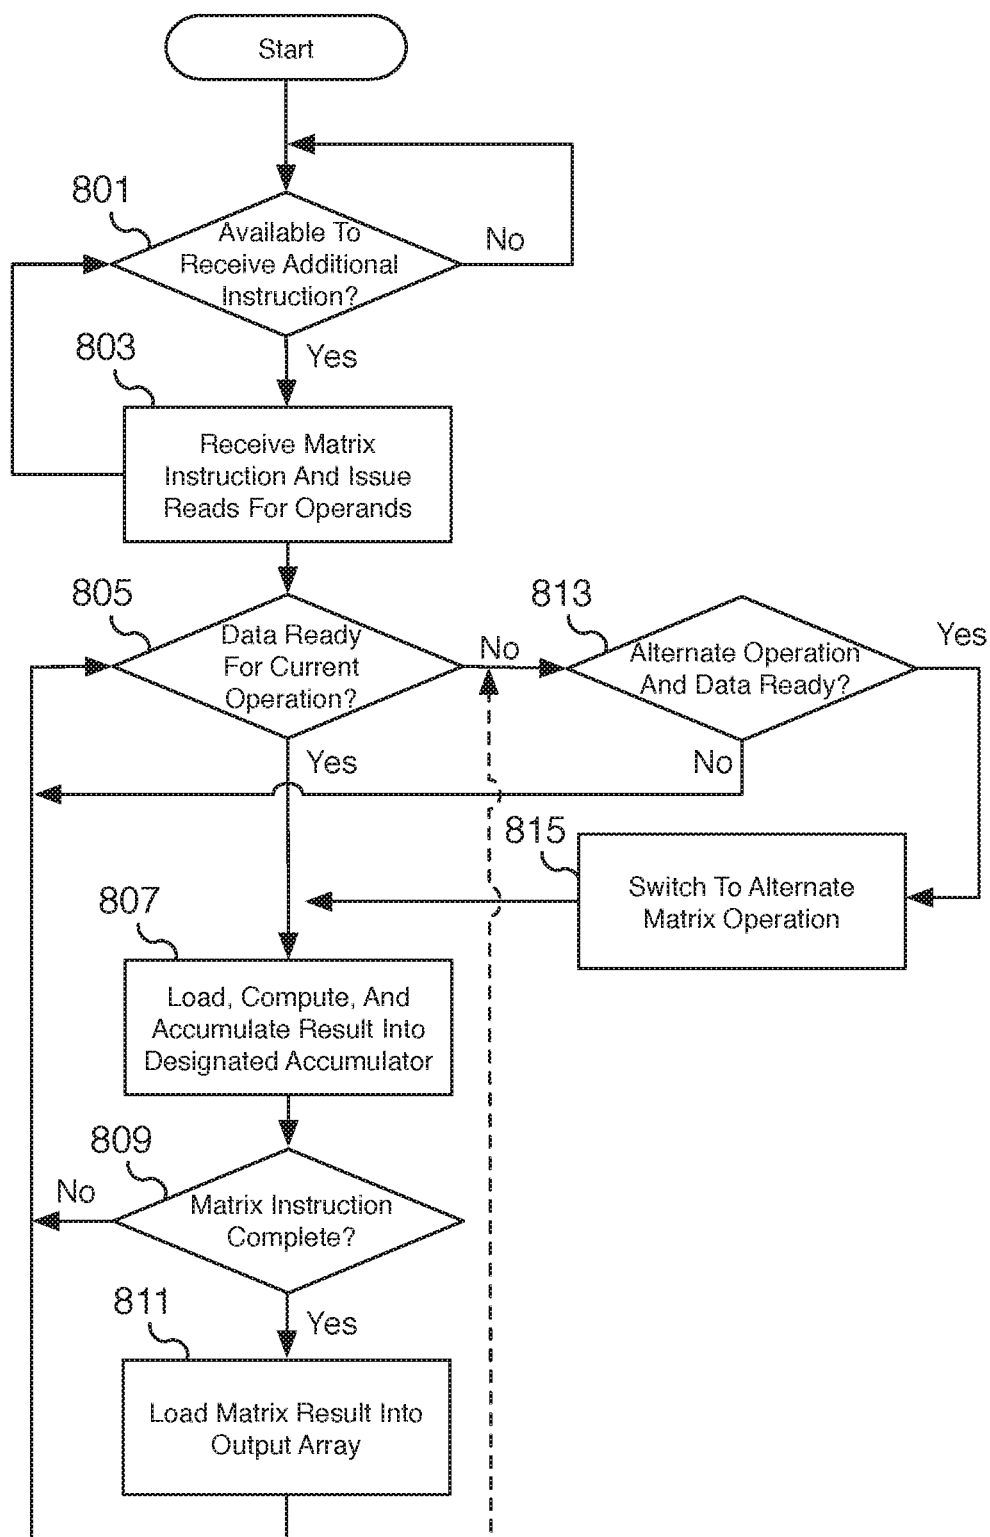 Start
801
Available To
Receive Additional
Instruction?
No
Yes
803
Receive Matrix
Instruction And Issue
Reads For Operands
805
Data Ready
For Current
Operation?
No
Yes
813
Alternate Operation
And Data Ready?
Yes
No
815
Switch To Alternate
Matrix Operation
807
Load, Compute, And
Accumulate Result Into
Designated Accumulator
809
Matrix Instruction
Complete?
No
Yes
811
Load Matrix Result Into
Output Array